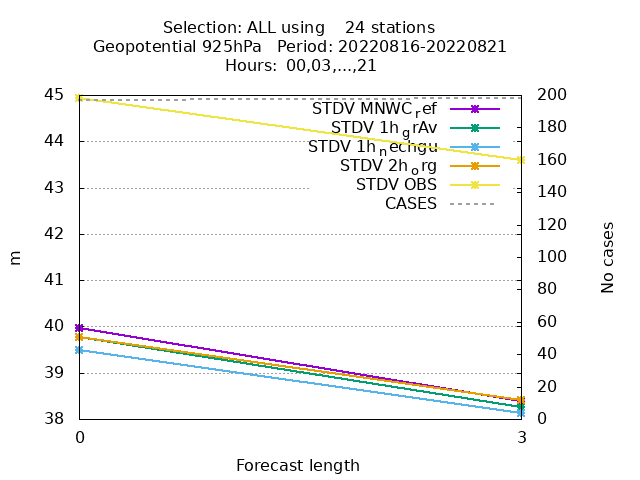 Selection: ALL using 24 stations
Geopotential 925hPa Period: 20220816-20220821
Hours: 00,03,...,21
45
44
43
42
41
40
39
38
m
200
180
160
140
120
100
80
60
40
20
0
No cases
STDV MNWC_ref
STDV 1h_grAv
STDV 1h_nechgu
STDV 2h_org
STDV OBS
CASES
0
3
Forecast length